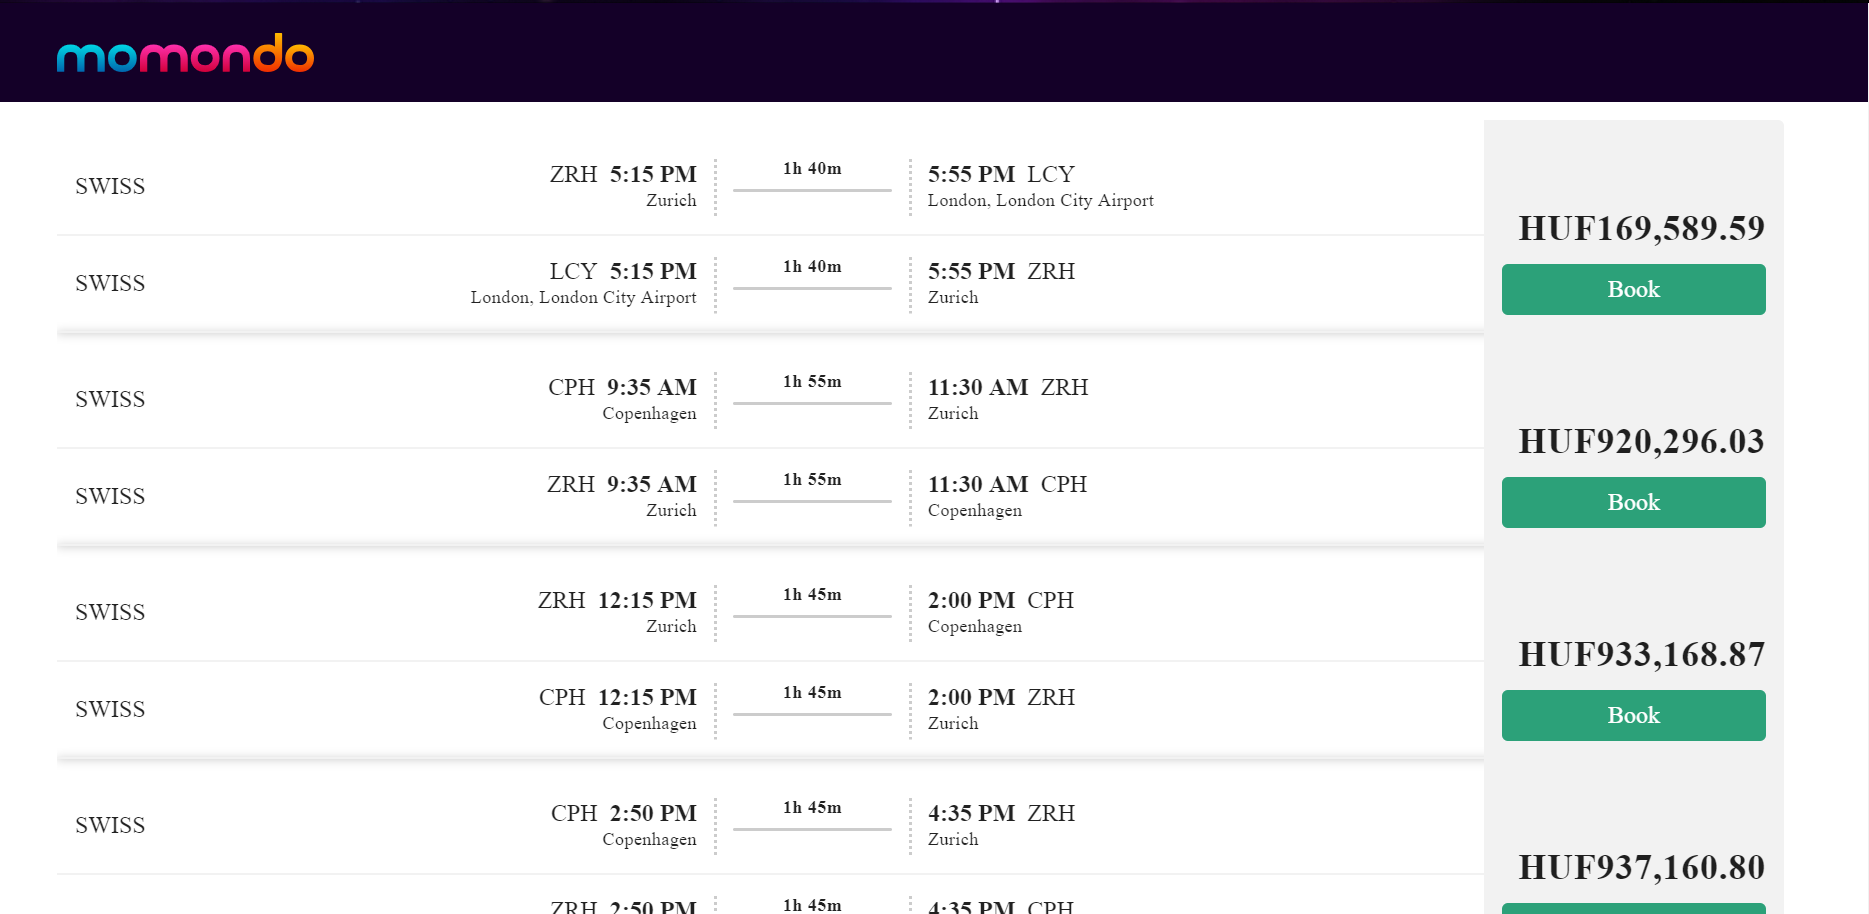 momondo
SWISS
ZRH 5:15 PM
Zurich
1h 40m
5:55 PM LCY
London, London City Airport
SWISS
LCY 5:15 PM
London, London City Airport
1h 40m
5:55 PM ZRH
Zurich
HUF169,589.59
Book
SWISS
CPH 9:35 AM
Copenhagen
1h 55m
11:30 AM ZRH
Zurich
SWISS
ZRH 9:35 AM
Zurich
1h 55m
11:30 AM CPH
Copenhagen
HUF920,296.03
Book
SWISS
ZRH 12:15 PM
Zurich
1h 45m
2:00 PM CPH
Copenhagen
SWISS
CPH 12:15 PM
Copenhagen
1h 45m
2:00 PM ZRH
Zurich
HUF933,168.87
Book
SWISS
CPH 2:50 PM
Copenhagen
1h 45m
4:35 PM ZRH
Zurich
ZRH 2:50 PM
1h 45m
4:35 PM CPH
HUF937,160.80